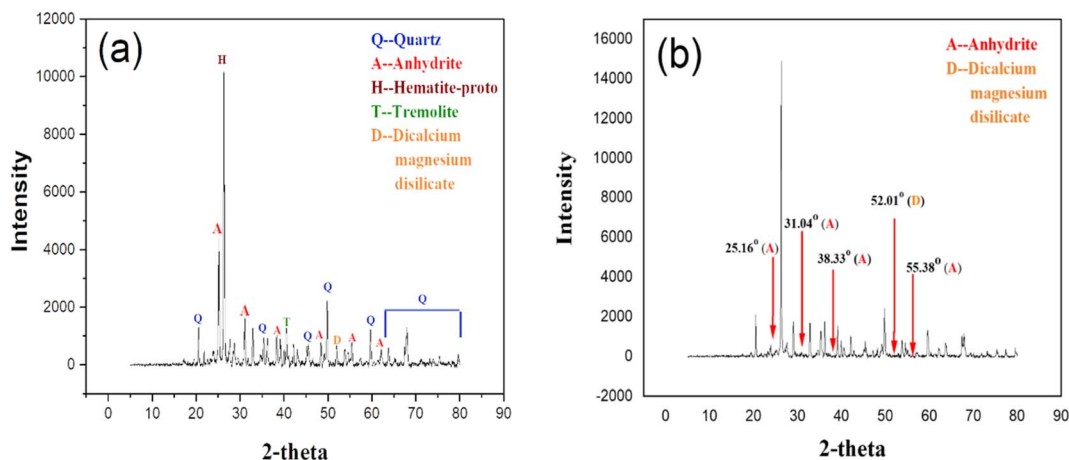 (a)
Q--Quartz
A--Anhydrite
H--Hematite-proto
T--Tremolite
D--Dicalcium
magnesium
disilicate
12000
10000
8000
6000
4000
2000
0
Intensity
H
A
Q
A
Q
A
T
Q
A
Q
D
A
Q
A
Q
0 10 20 30 40 50 60 70 80 90
2-theta
(b)
A--Anhydrite
D--Dicalcium
magnesium
disilicate
16000
14000
12000
10000
8000
6000
4000
2000
0
-2000
Intensity
25.16° (A)
31.04° (A)
38.33° (A)
52.01° (D)
55.38° (A)
0 10 20 30 40 50 60 70 80 90
2-theta